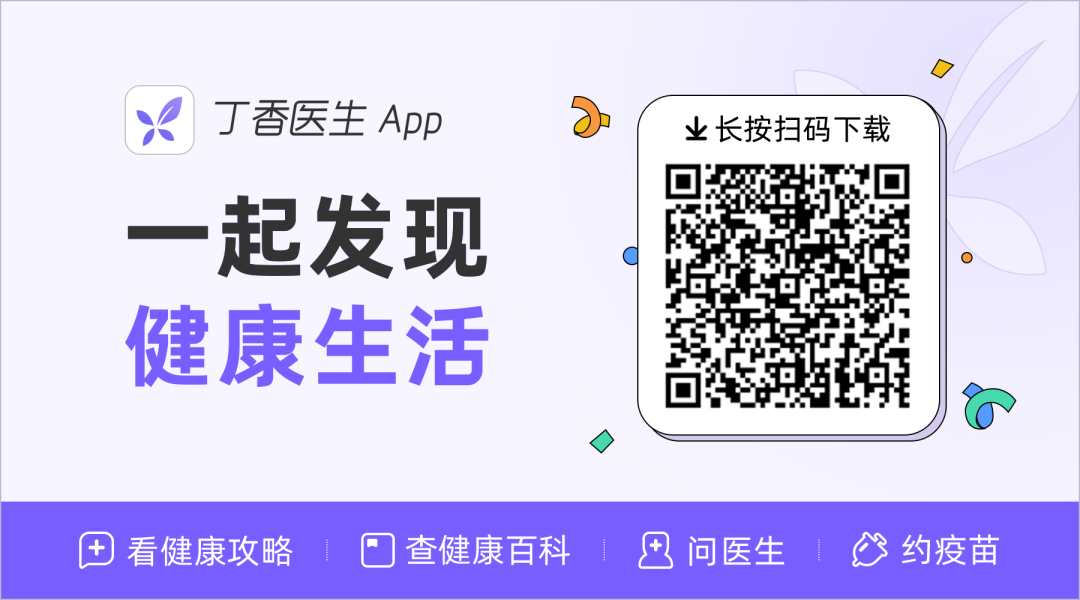 丁香医生 App
一起发现
健康生活
长按扫码下载
看健康攻略
查健康百科
问医生
约疫苗